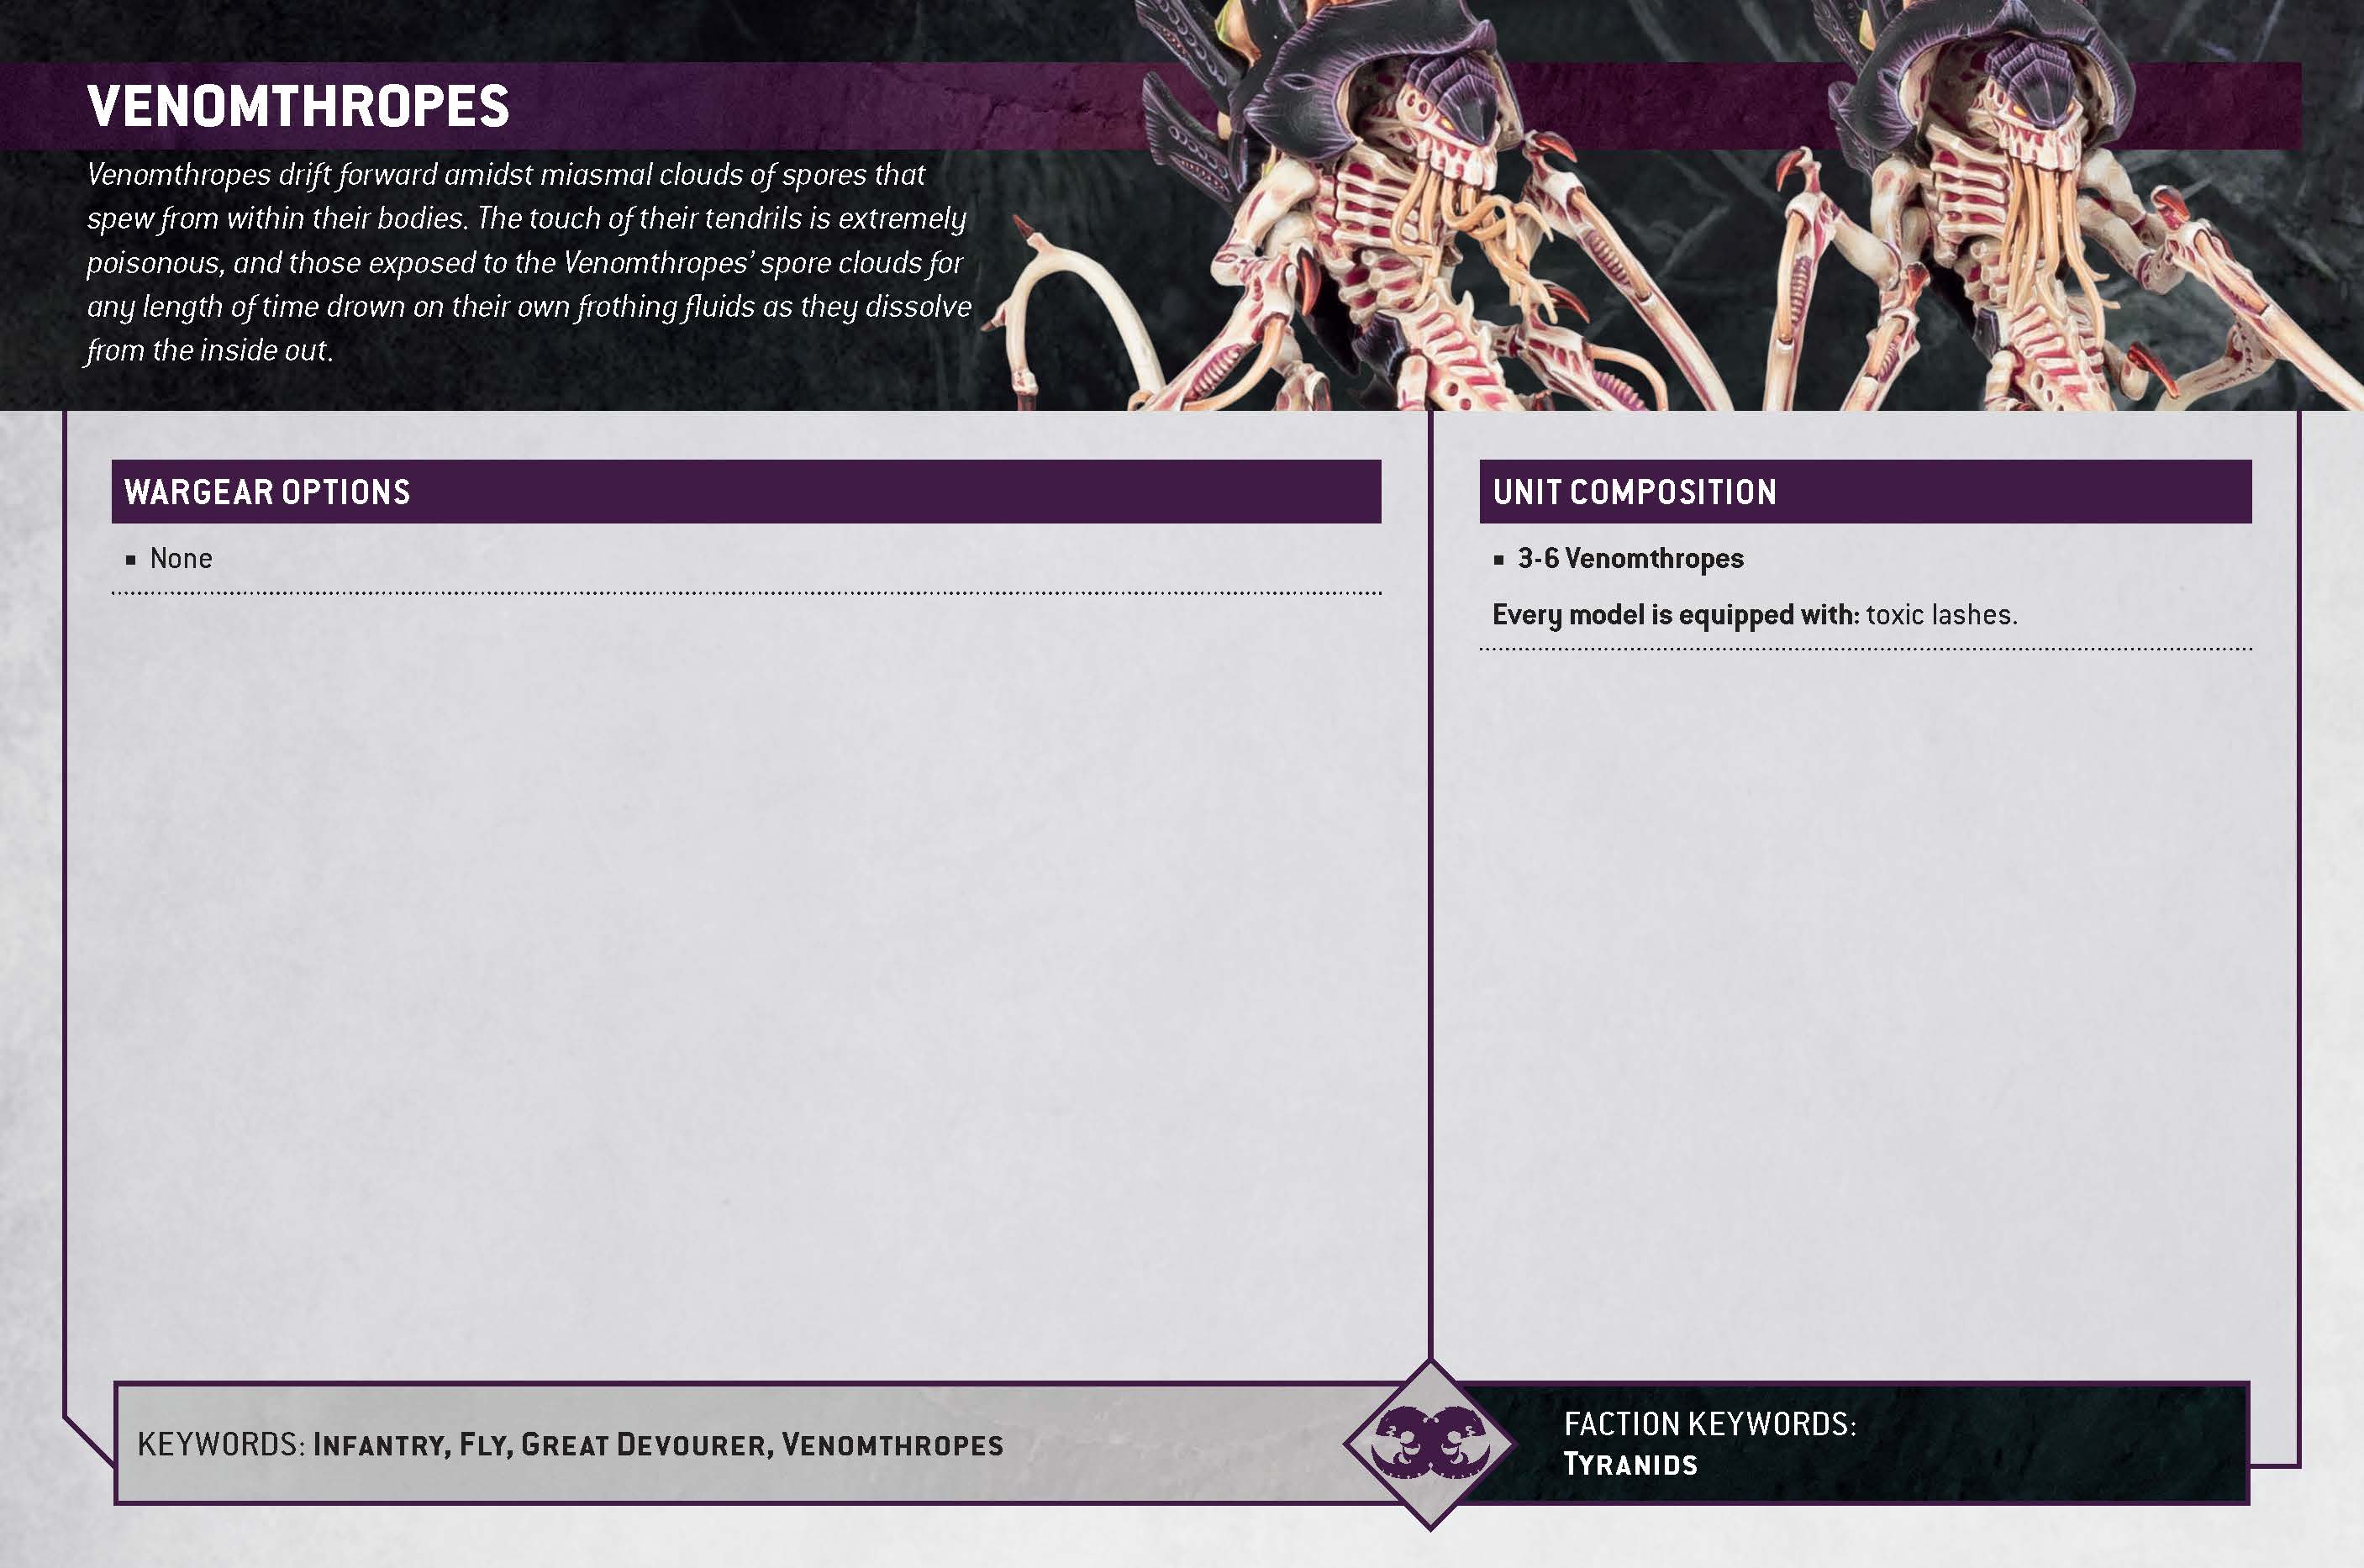 VENOMTHROPES
Venomthropes drift forward amidst miasmal clouds of spores that
spew from within their bodies. The touch of their tendrils is extremely
poisonous, and those exposed to the Venomthropes’ spore clouds for
any length of time drown on their own frothing fluids as they dissolve
from the inside out.
WARGEAR OPTIONS
▪ None
UNIT COMPOSITION
▪ 3-6 Venomthropes
Every model is equipped with: toxic lashes.
KEYWORDS: INFANTRY, FLY, GREAT DEVOURER, VENOMTHROPES
FACTION KEYWORDS:
TYRANIDS